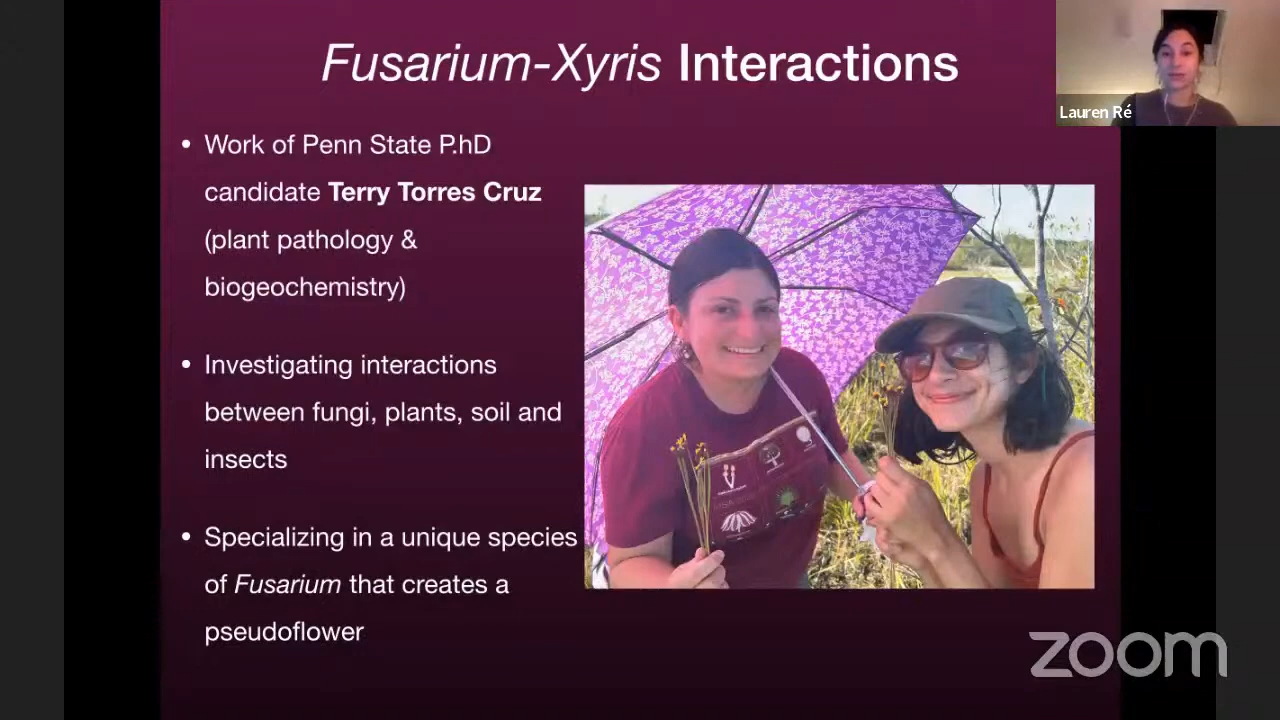 Fusarium-Xyris Interactions
Lauren Ré
Work of Penn State P.hD
candidate Terry Torres Cruz
(plant pathology &
biogeochemistry)
Investigating interactions
between fungi, plants, soil and
insects
Specializing in a unique species
of Fusarium that creates a
pseudoflower
zoom